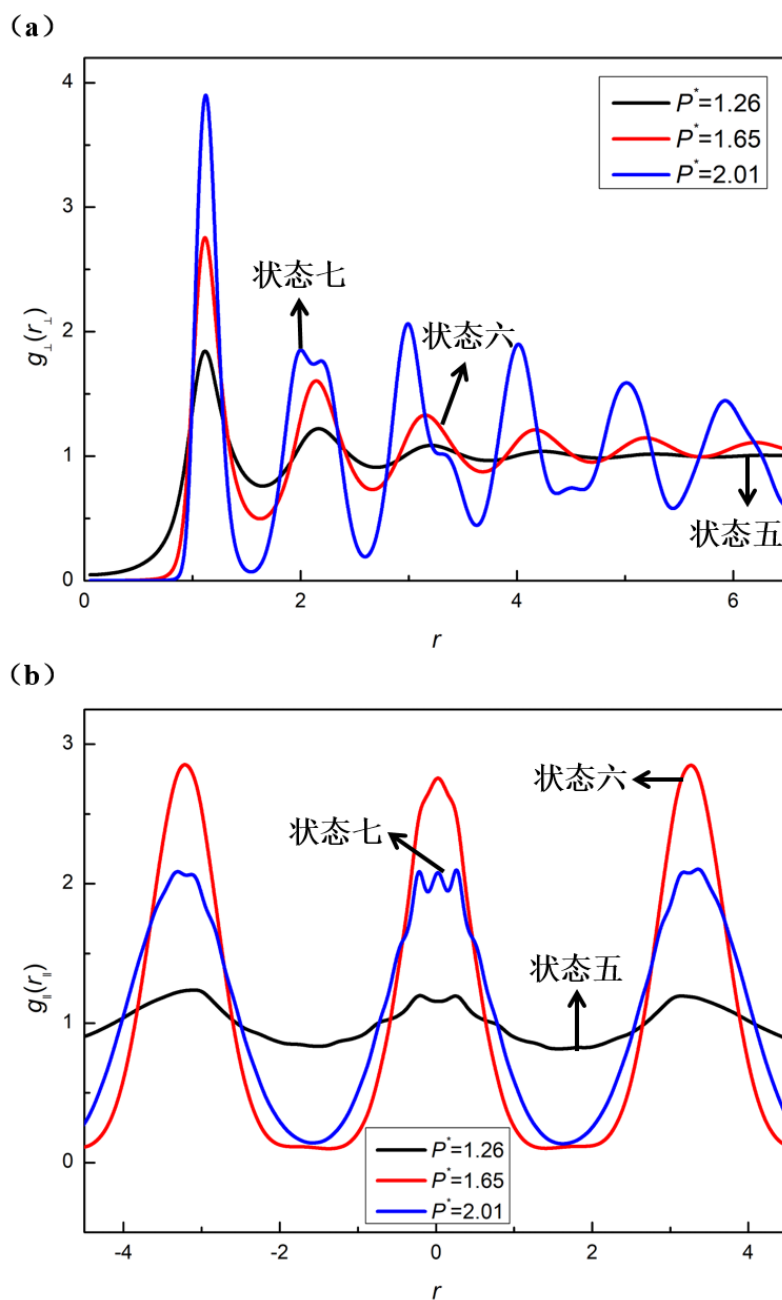 (a)
4
3
2
1
0
g⊥(r⊥)
P*=1.26
P*=1.65
P*=2.01
状态七
状态六
状态五
0 2 4 6
r
(b)
3
2
1
0
g∥(r∥)
状态六
状态七
状态五
P*=1.26
P*=1.65
P*=2.01
-4 -2 0 2 4
r